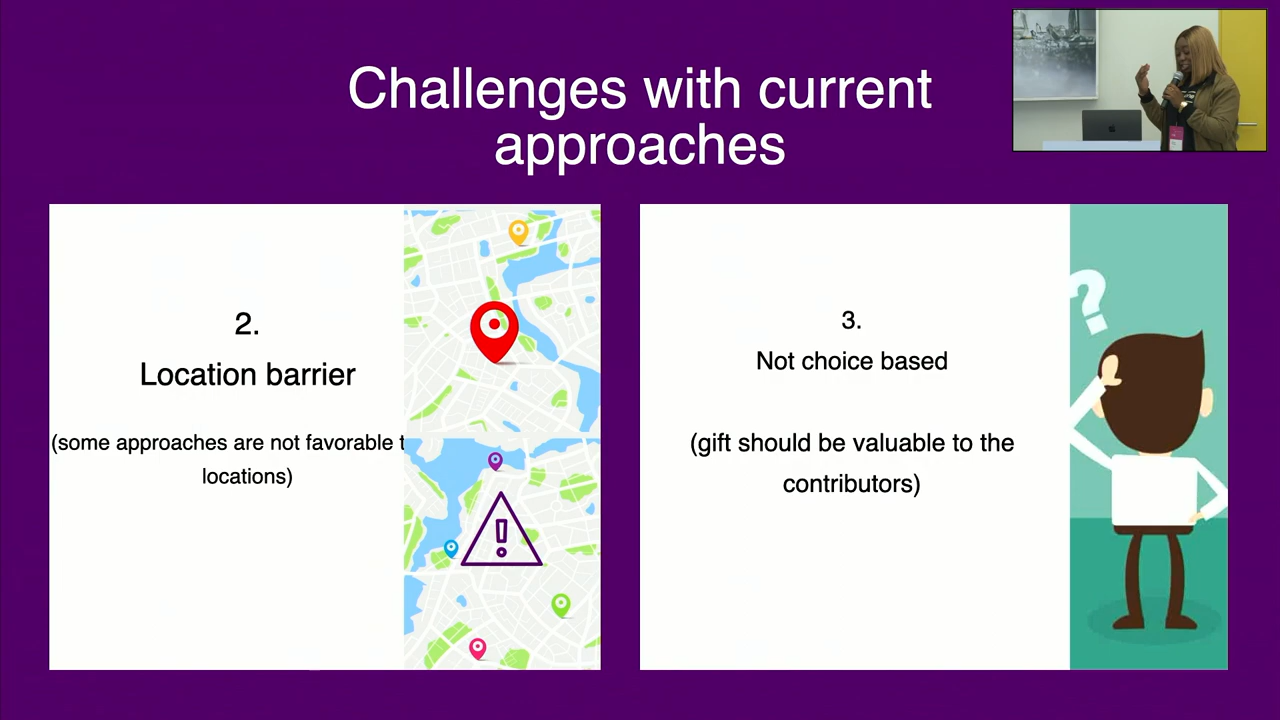 Challenges with current
approaches
2.
Location barrier
(some approaches are not favorable
locations)
3.
Not choice based
(gift should be valuable to the
contributors)